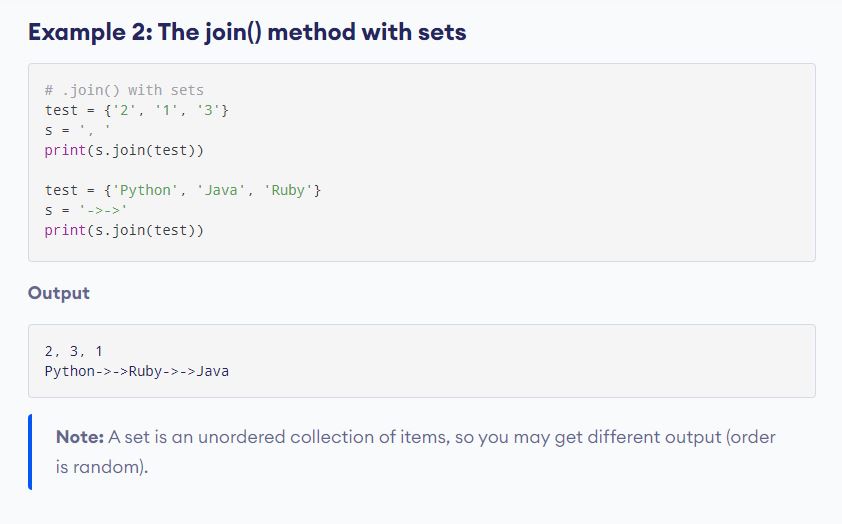 Example 2: The join() method with sets
# .join() with sets
test = {'2', '1', '3'}
s = ', '
print(s.join(test))
test = {'Python', 'Java', 'Ruby'}
s = '->->'
print(s.join(test))
Output
2, 3, 1
Python->->Ruby->->Java
Note: A set is an unordered collection of items, so you may get different output (order
is random).